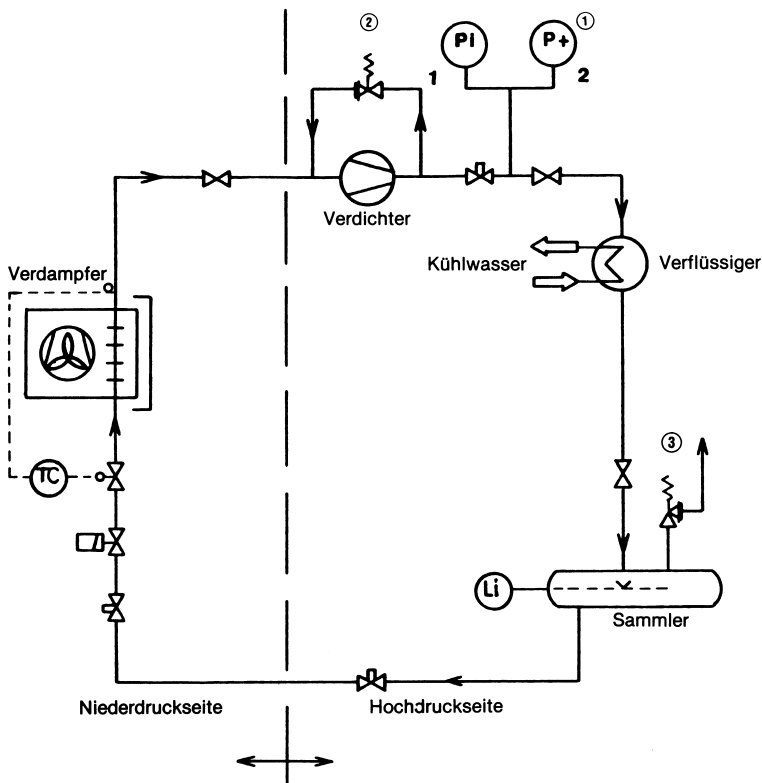 ②
①
Pi
P+
1
2
Verdichter
Kühlwasser
Verflüssiger
Verdampfer
③
TC
Li
Sammler
Niederdruckseite
Hochdruckseite